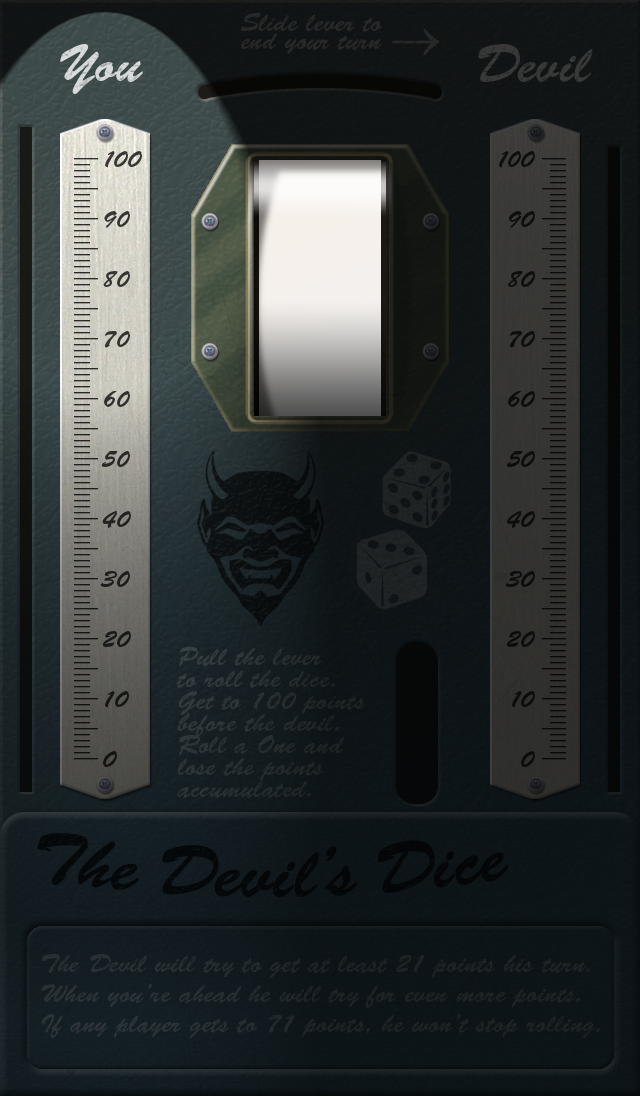 Slide lever to
end your turn
You
Devil
100
90
80
70
60
50
40
30
20
10
0
100
90
80
70
60
50
40
30
20
10
0
Pull the lever
to roll the dice.
Get to 100 points
before the devil.
Roll a One and
lose the points
accumulated.
The Devil's Dice
The Devil will try to get at least 21 points his turn.
When you're ahead he will try for even more points.
If any player gets to 71 points, he won't stop rolling.